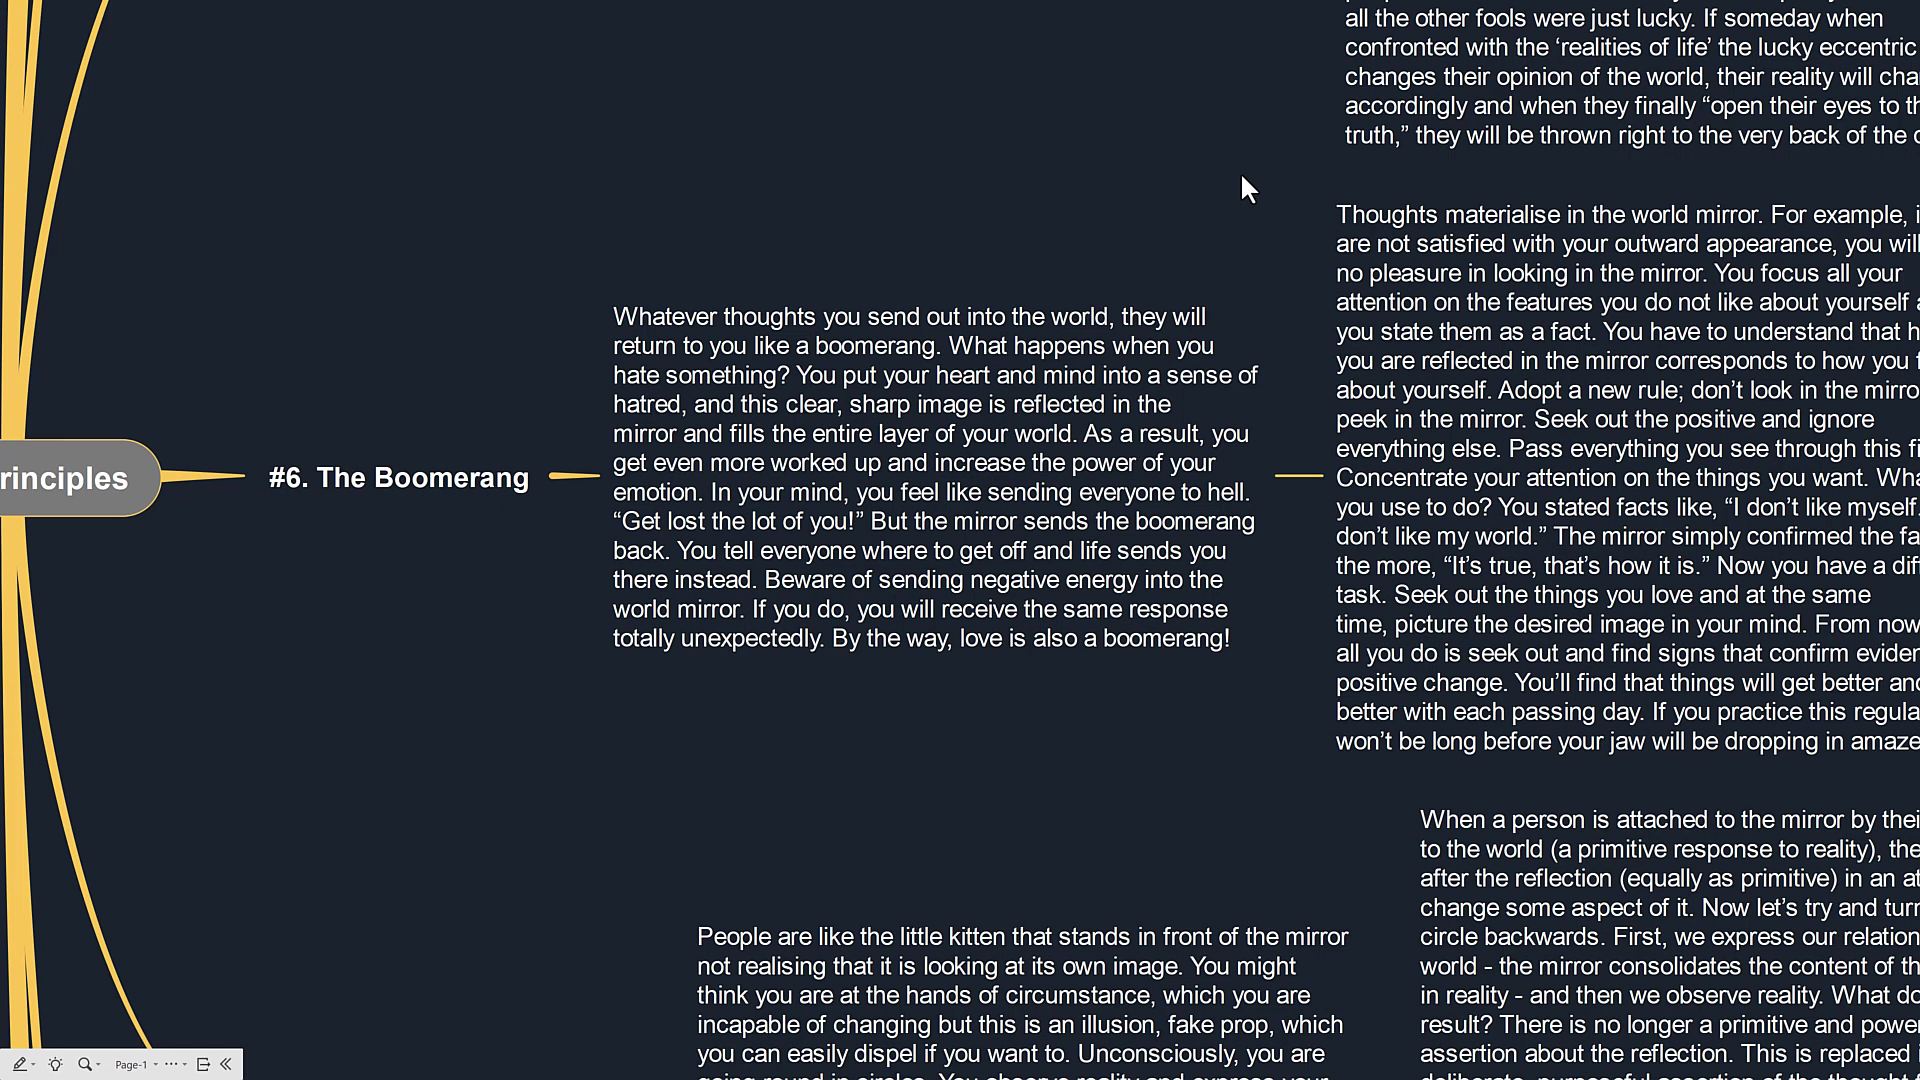 all the other fools were just lucky. If someday when
confronted with the ‘realities of life’ the lucky eccentric
changes their opinion of the world, their reality will
accordingly and when they finally “open their eyes to
truth,” they will be thrown right to the very back of the
Thoughts materialise in the world mirror. For example,
are not satisfied with your outward appearance, you will
no pleasure in looking in the mirror. You focus all your
attention on the features you do not like about yourself
you state them as a fact. You have to understand that
you are reflected in the mirror corresponds to how you
about yourself. Adopt a new rule; don’t look in the
peek in the mirror. Seek out the positive and ignore
everything else. Pass everything you see through this
Concentrate your attention on the things you want.
you use to do? You stated facts like, “I don’t like myself.
don’t like my world.” The mirror simply confirmed the
the more, “It’s true, that’s how it is.” Now you have a
task. Seek out the things you love and at the same
time, picture the desired image in your mind. From now
all you do is seek out and find signs that confirm
positive change. You’ll find that things will get better
better with each passing day. If you practice this
won’t be long before your jaw will be dropping in
Whatever thoughts you send out into the world, they will
return to you like a boomerang. What happens when you
hate something? You put your heart and mind into a sense of
hatred, and this clear, sharp image is reflected in the
mirror and fills the entire layer of your world. As a result, you
get even more worked up and increase the power of your
emotion. In your mind, you feel like sending everyone to hell.
“Get lost the lot of you!” But the mirror sends the boomerang
back. You tell everyone where to get off and life sends you
there instead. Beware of sending negative energy into the
world mirror. If you do, you will receive the same response
totally unexpectedly. By the way, love is also a boomerang!
rinciples
#6. The Boomerang
When a person is attached to the mirror by
to the world (a primitive response to reality),
after the reflection (equally as primitive) in an
change some aspect of it. Now let’s try and
circle backwards. First, we express our
world - the mirror consolidates the content of
in reality - and then we observe reality. What
result? There is no longer a primitive and
assertion about the reflection. This is replaced
People are like the little kitten that stands in front of the mirror
not realising that it is looking at its own image. You might
think you are at the hands of circumstance, which you are
incapable of changing but this is an illusion, fake prop, which
you can easily dispel if you want to. Unconsciously, you are
Page-1